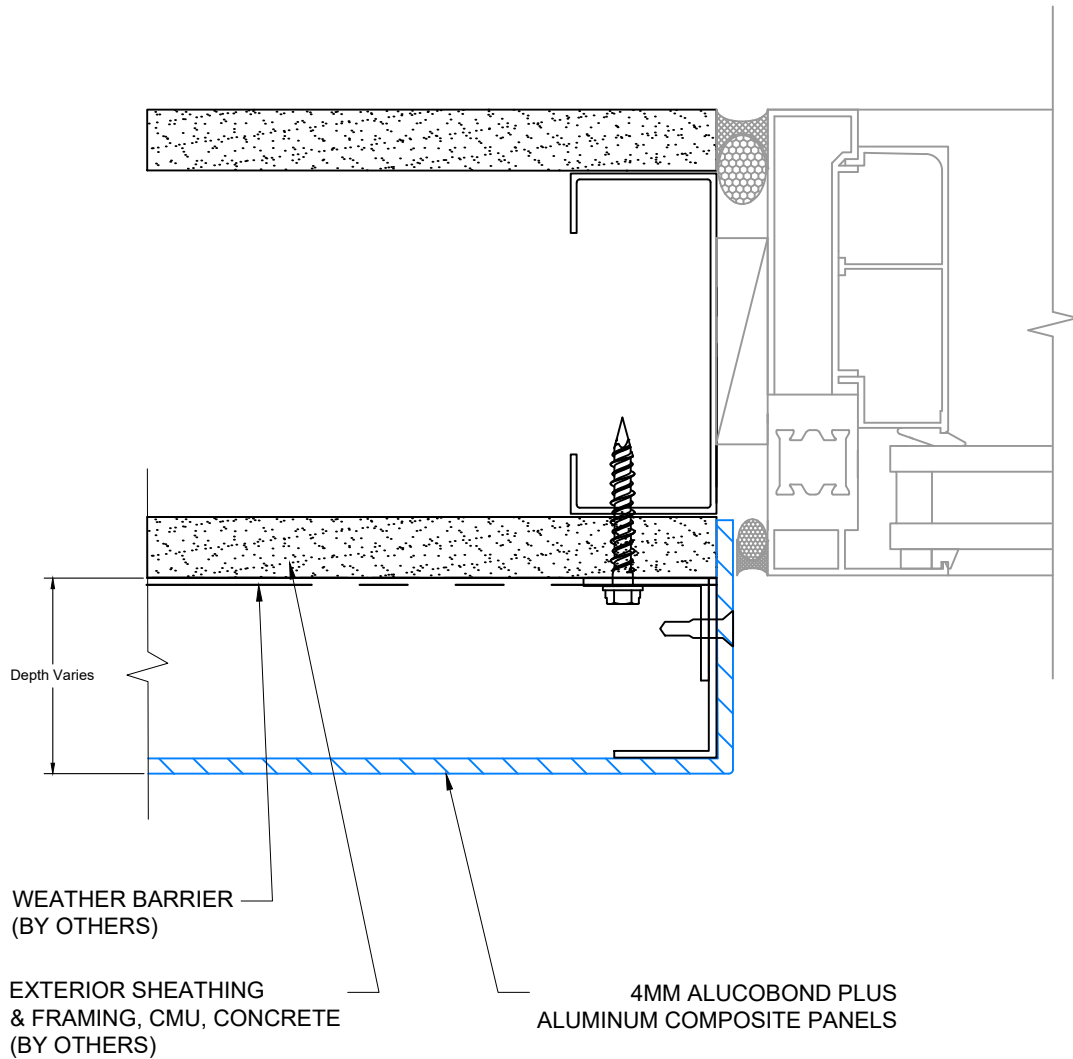 Depth Varies
WEATHER BARRIER
(BY OTHERS)
EXTERIOR SHEATHING
& FRAMING, CMU, CONCRETE
(BY OTHERS)
4MM ALUCOBOND PLUS
ALUMINUM COMPOSITE PANELS